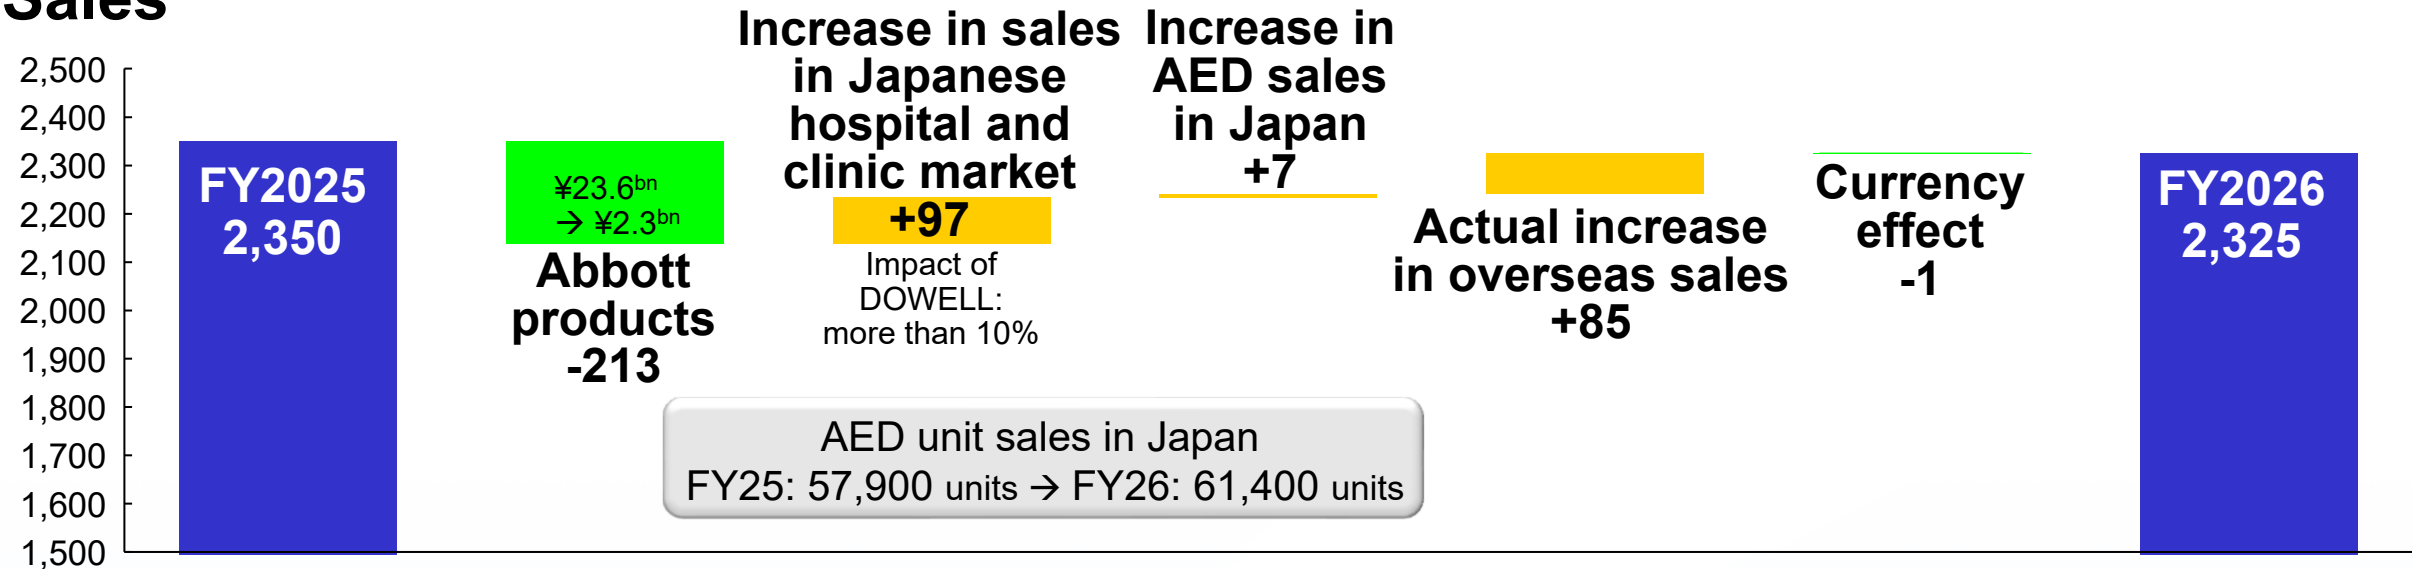 Sales
2,500
2,400
2,300
2,200
2,100
2,000
1,900
1,800
1,700
1,600
1,500
FY2025
2,350
¥23.6bn
→ ¥2.3bn
Abbott
products
-213
Increase in sales
in Japanese
hospital and
clinic market
+97
Impact of
DOWELL:
more than 10%
Increase in
AED sales
in Japan
+7
Actual increase
in overseas sales
+85
Currency
effect
-1
FY2026
2,325
AED unit sales in Japan
FY25: 57,900 units → FY26: 61,400 units